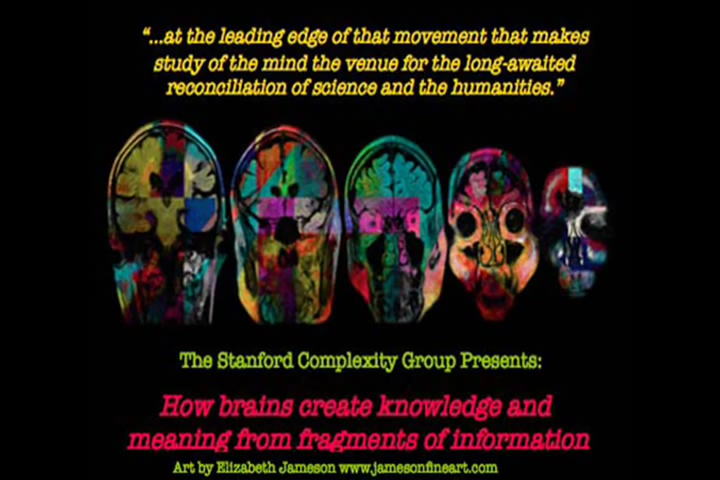 “...at the leading edge of that movement that makes
study of the mind the venue for the long-awaited
reconciliation of science and the humanities.”
The Stanford Complexity Group Presents:
How brains create knowledge and
meaning from fragments of information
Art by Elizabeth Jameson www.jamesonfineart.com